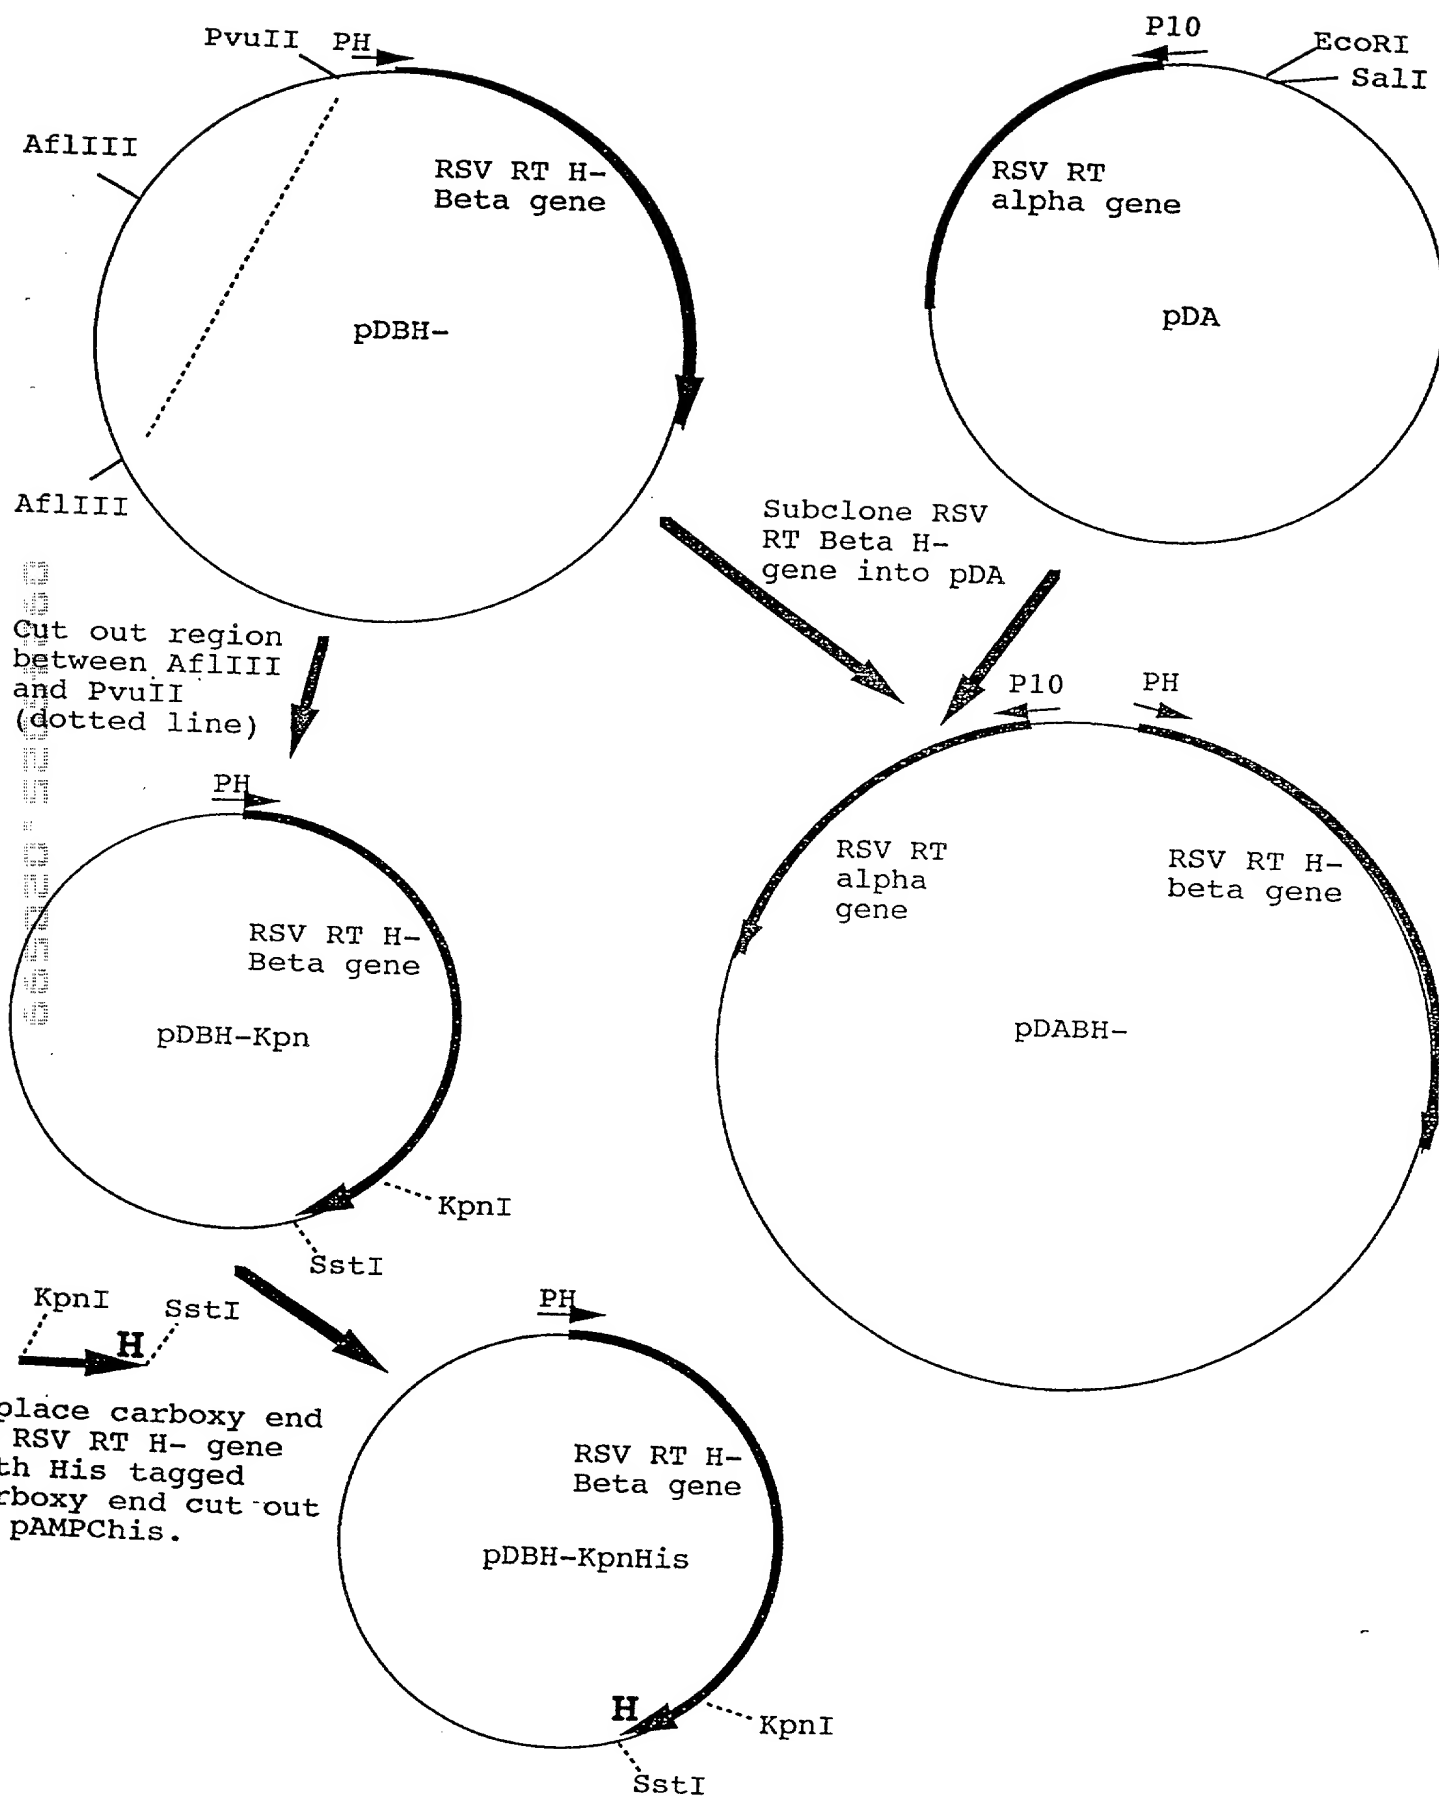 PvuII
PH
AflIII
RSV RT H-
Beta gene
pDBH-
AflIII
P10
EcoRI
SalI
RSV RT
alpha gene
pDA
Subclone RSV
RT Beta H-
gene into pDA
Cut out region
between AflIII
and PvuII
(dotted line)
P10
PH
RSV RT
alpha
gene
RSV RT H-
beta gene
pDABH-
PH
RSV RT H-
Beta gene
pDBH-Kpn
KpnI
SstI
KpnI
SstI
H
place carboxy end
RSV RT H- gene
th His tagged
rboxy end cut out
pAMPChis.
PH
RSV RT H-
Beta gene
pDBH-KpnHis
H
KpnI
SstI